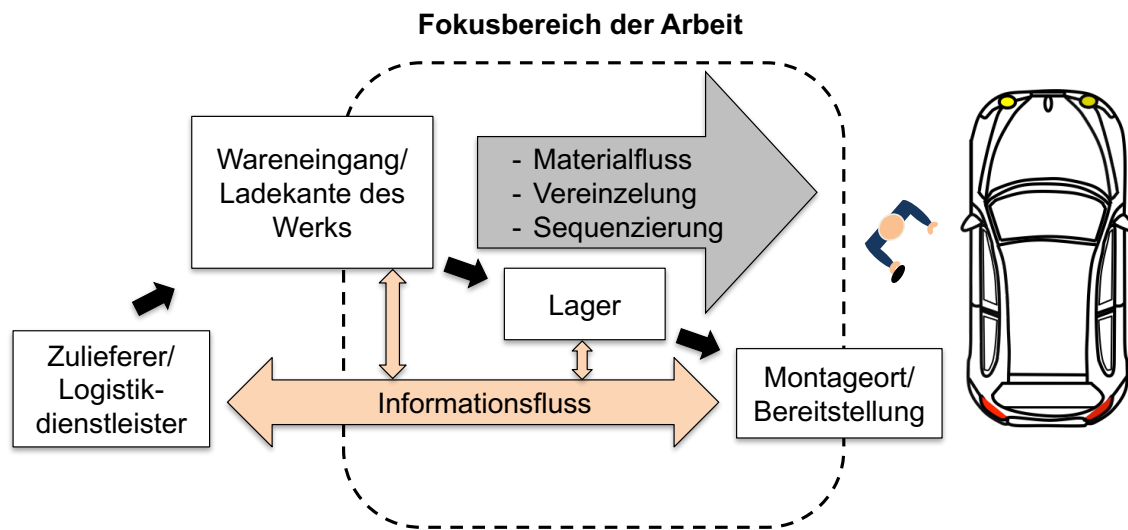 Fokusbereich der Arbeit
Wareneingang/
Ladekante des
Werks
- Materialfluss
- Vereinzelung
- Sequenzierung
Lager
Zulieferer/
Logistik-
dienstleister
Informationsfluss
Montageort/
Bereitstellung